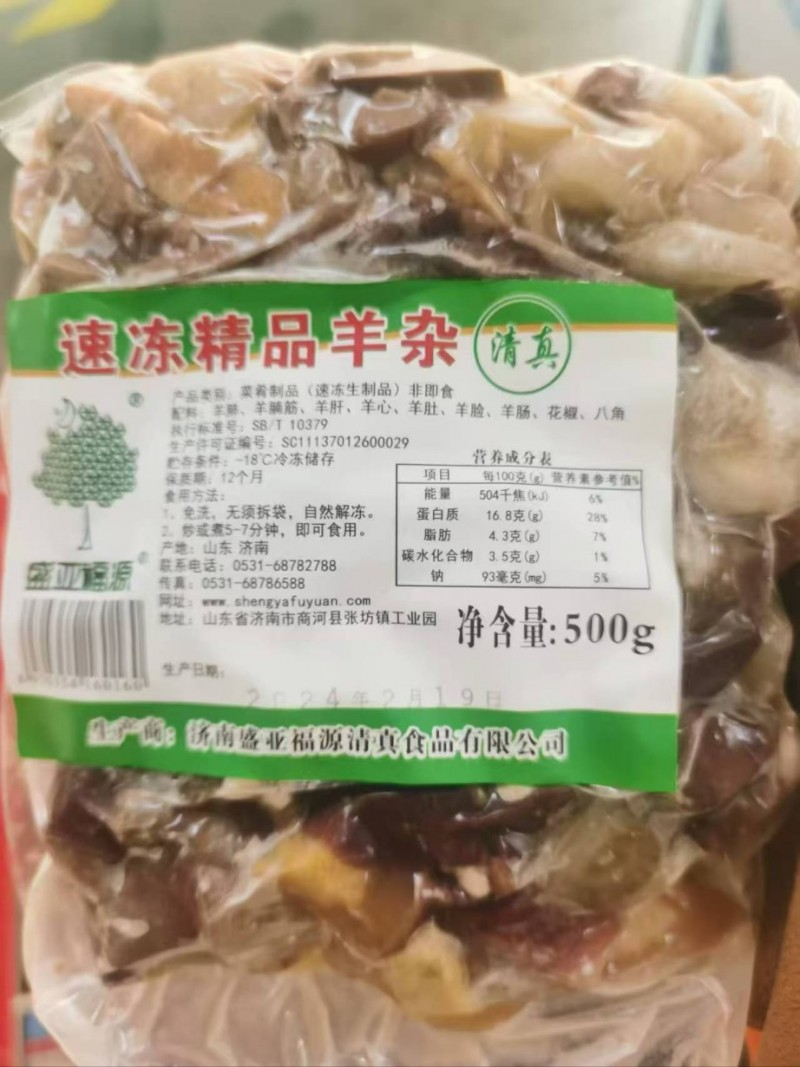 速冻精品羊杂
清真
产品类别：菜肴制品（速冻生制品）非即食
配料：羊肺、羊腩筋、羊肝、羊心、羊肚、羊脸、羊肠、花椒、八角
执行标准号：SB/T 10379
生产许可证编号：SC11137012600029
贮存条件：-18℃冷冻储存
保质期：12个月
食用方法：
1、免洗，无须拆袋，自然解冻。
2、炒或煮5-7分钟，即可食用。
产地：山东 济南
联系电话：0531-68782788
传真：0531-68786588
网址：www.shengyafuyuan.com
地址：山东省济南市商河县张坊镇工业园
营养成分表
项目 每100克(g) 营养素参考值%
能量 504千焦(kJ) 6%
蛋白质 16.8克(g) 28%
脂肪 4.3克(g) 7%
碳水化合物 3.5克(g) 1%
钠 93毫克(mg) 5%
净含量:500g
®
盛亚福源®
生产日期：
2024年2月19日
生产商：济南盛亚福源清真食品有限公司